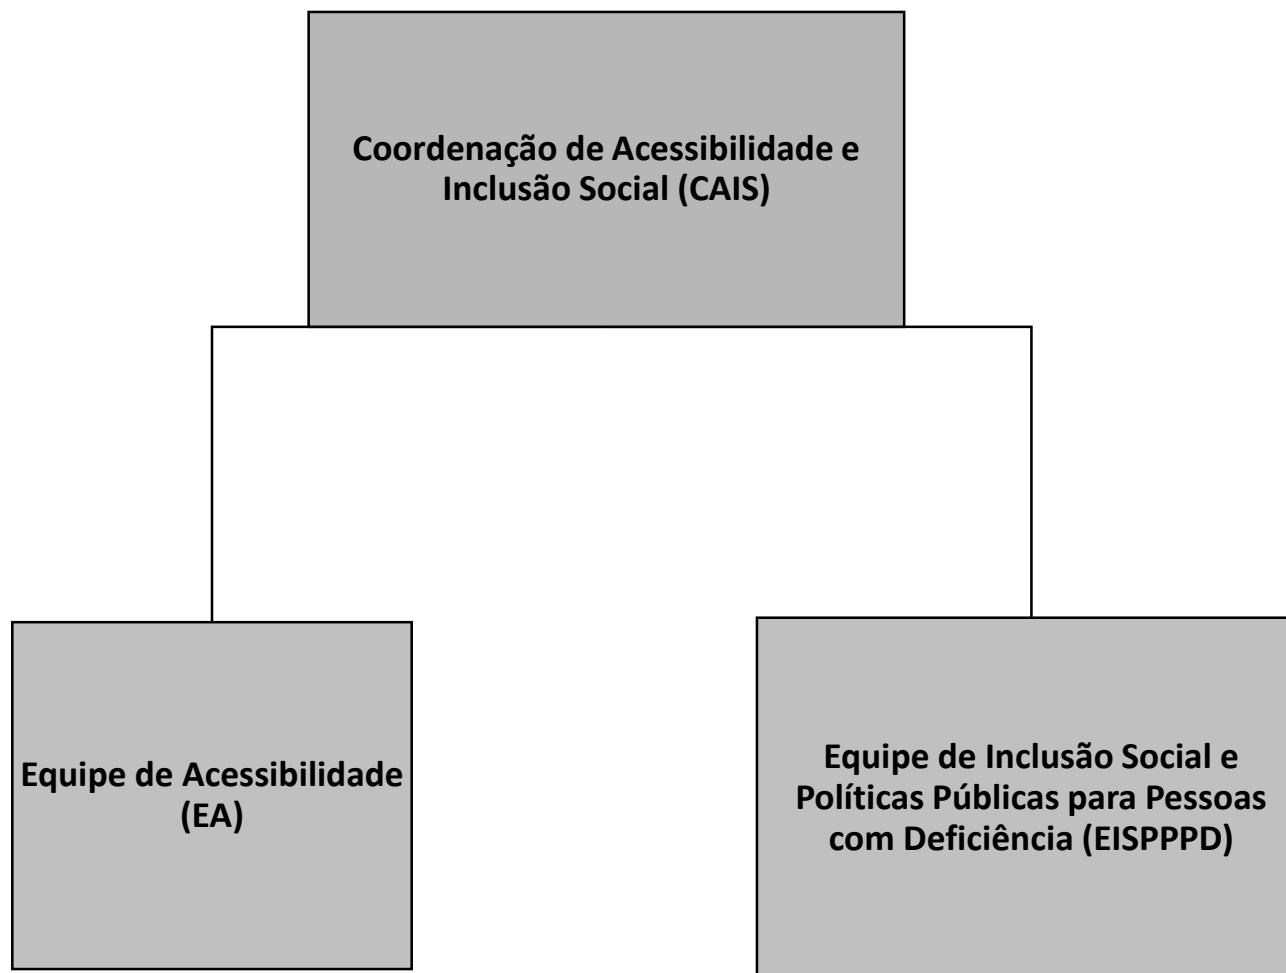 Coordenação de Acessibilidade e
Inclusão Social (CAIS)
Equipe de Acessibilidade
(EA)
Equipe de Inclusão Social e
Políticas Públicas para Pessoas
com Deficiência (EISPPPD)